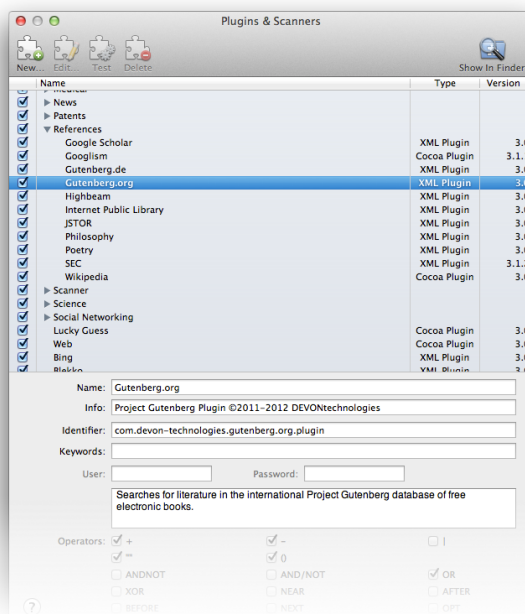 Plugins & Scanners
New... Edit... Test Delete Show In Finder
Name Type Version
Medical
News
Patents
References
Google Scholar XML Plugin
Googlism Cocoa Plugin
Gutenberg.de XML Plugin
Gutenberg.org XML Plugin
Highbeam XML Plugin
Internet Public Library XML Plugin
JSTOR XML Plugin
Philosophy XML Plugin
Poetry XML Plugin
SEC XML Plugin
Wikipedia Cocoa Plugin
Scanner
Science
Social Networking
Lucky Guess Cocoa Plugin
Web Cocoa Plugin
Bing XML Plugin
Blekko XML Plugin
Name: Gutenberg.org
Info: Project Gutenberg Plugin ©2011-2012 DEVONtechnologies
Identifier: com.devon-technologies.gutenberg.org.plugin
Keywords:
User: Password:
Searches for literature in the international Project Gutenberg database of free
electronic books.
Operators: + - |
"" ()
ANDNOT AND/NOT OR
XOR NEAR AFTER
BEFORE NEXT OPT
?